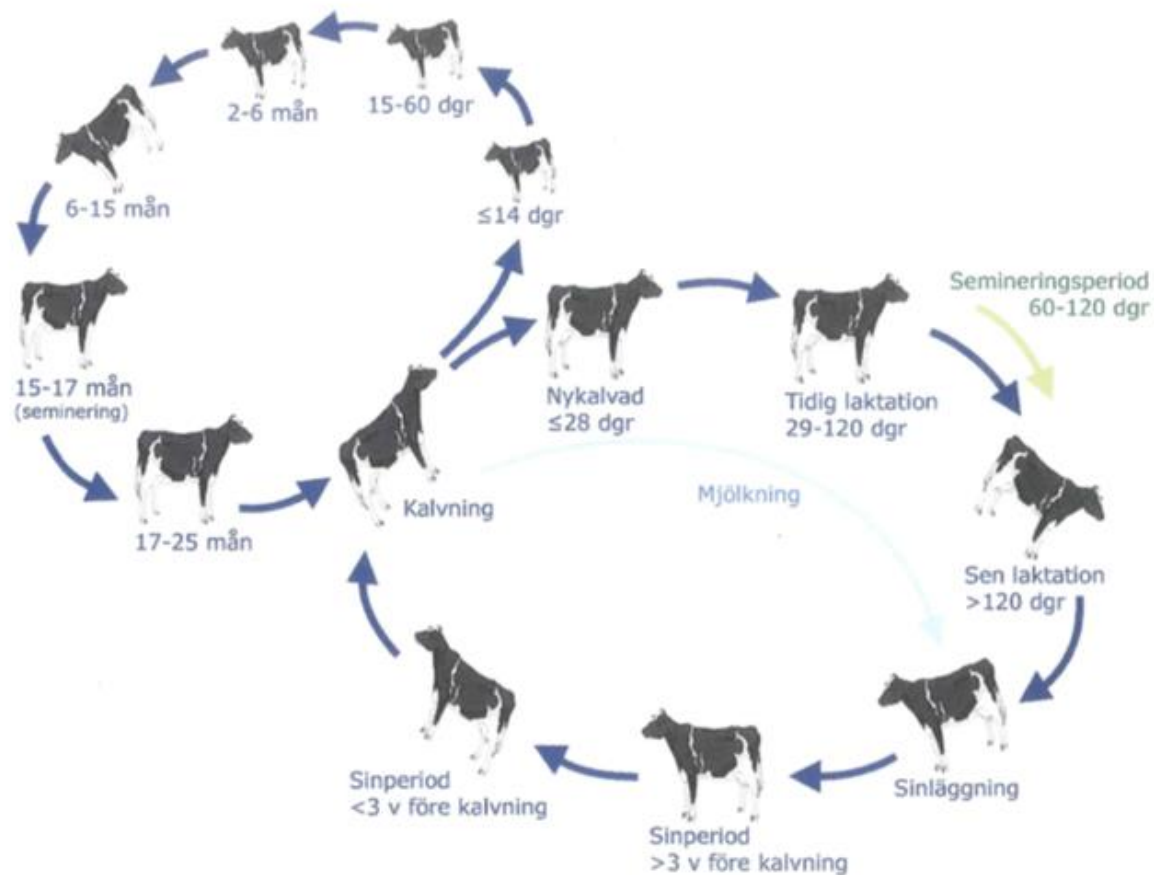 2-6 mån
15-60 dgr
6-15 mån
≤14 dgr
15-17 mån
(seminering)
17-25 mån
Kalvning
Nykalvad
≤28 dgr
Tidig laktation
29-120 dgr
Semineringsperiod
60-120 dgr
Mjölkning
Sen laktation
>120 dgr
Sinläggning
Sinperiod
>3 v före kalvning
Sinperiod
<3 v före kalvning